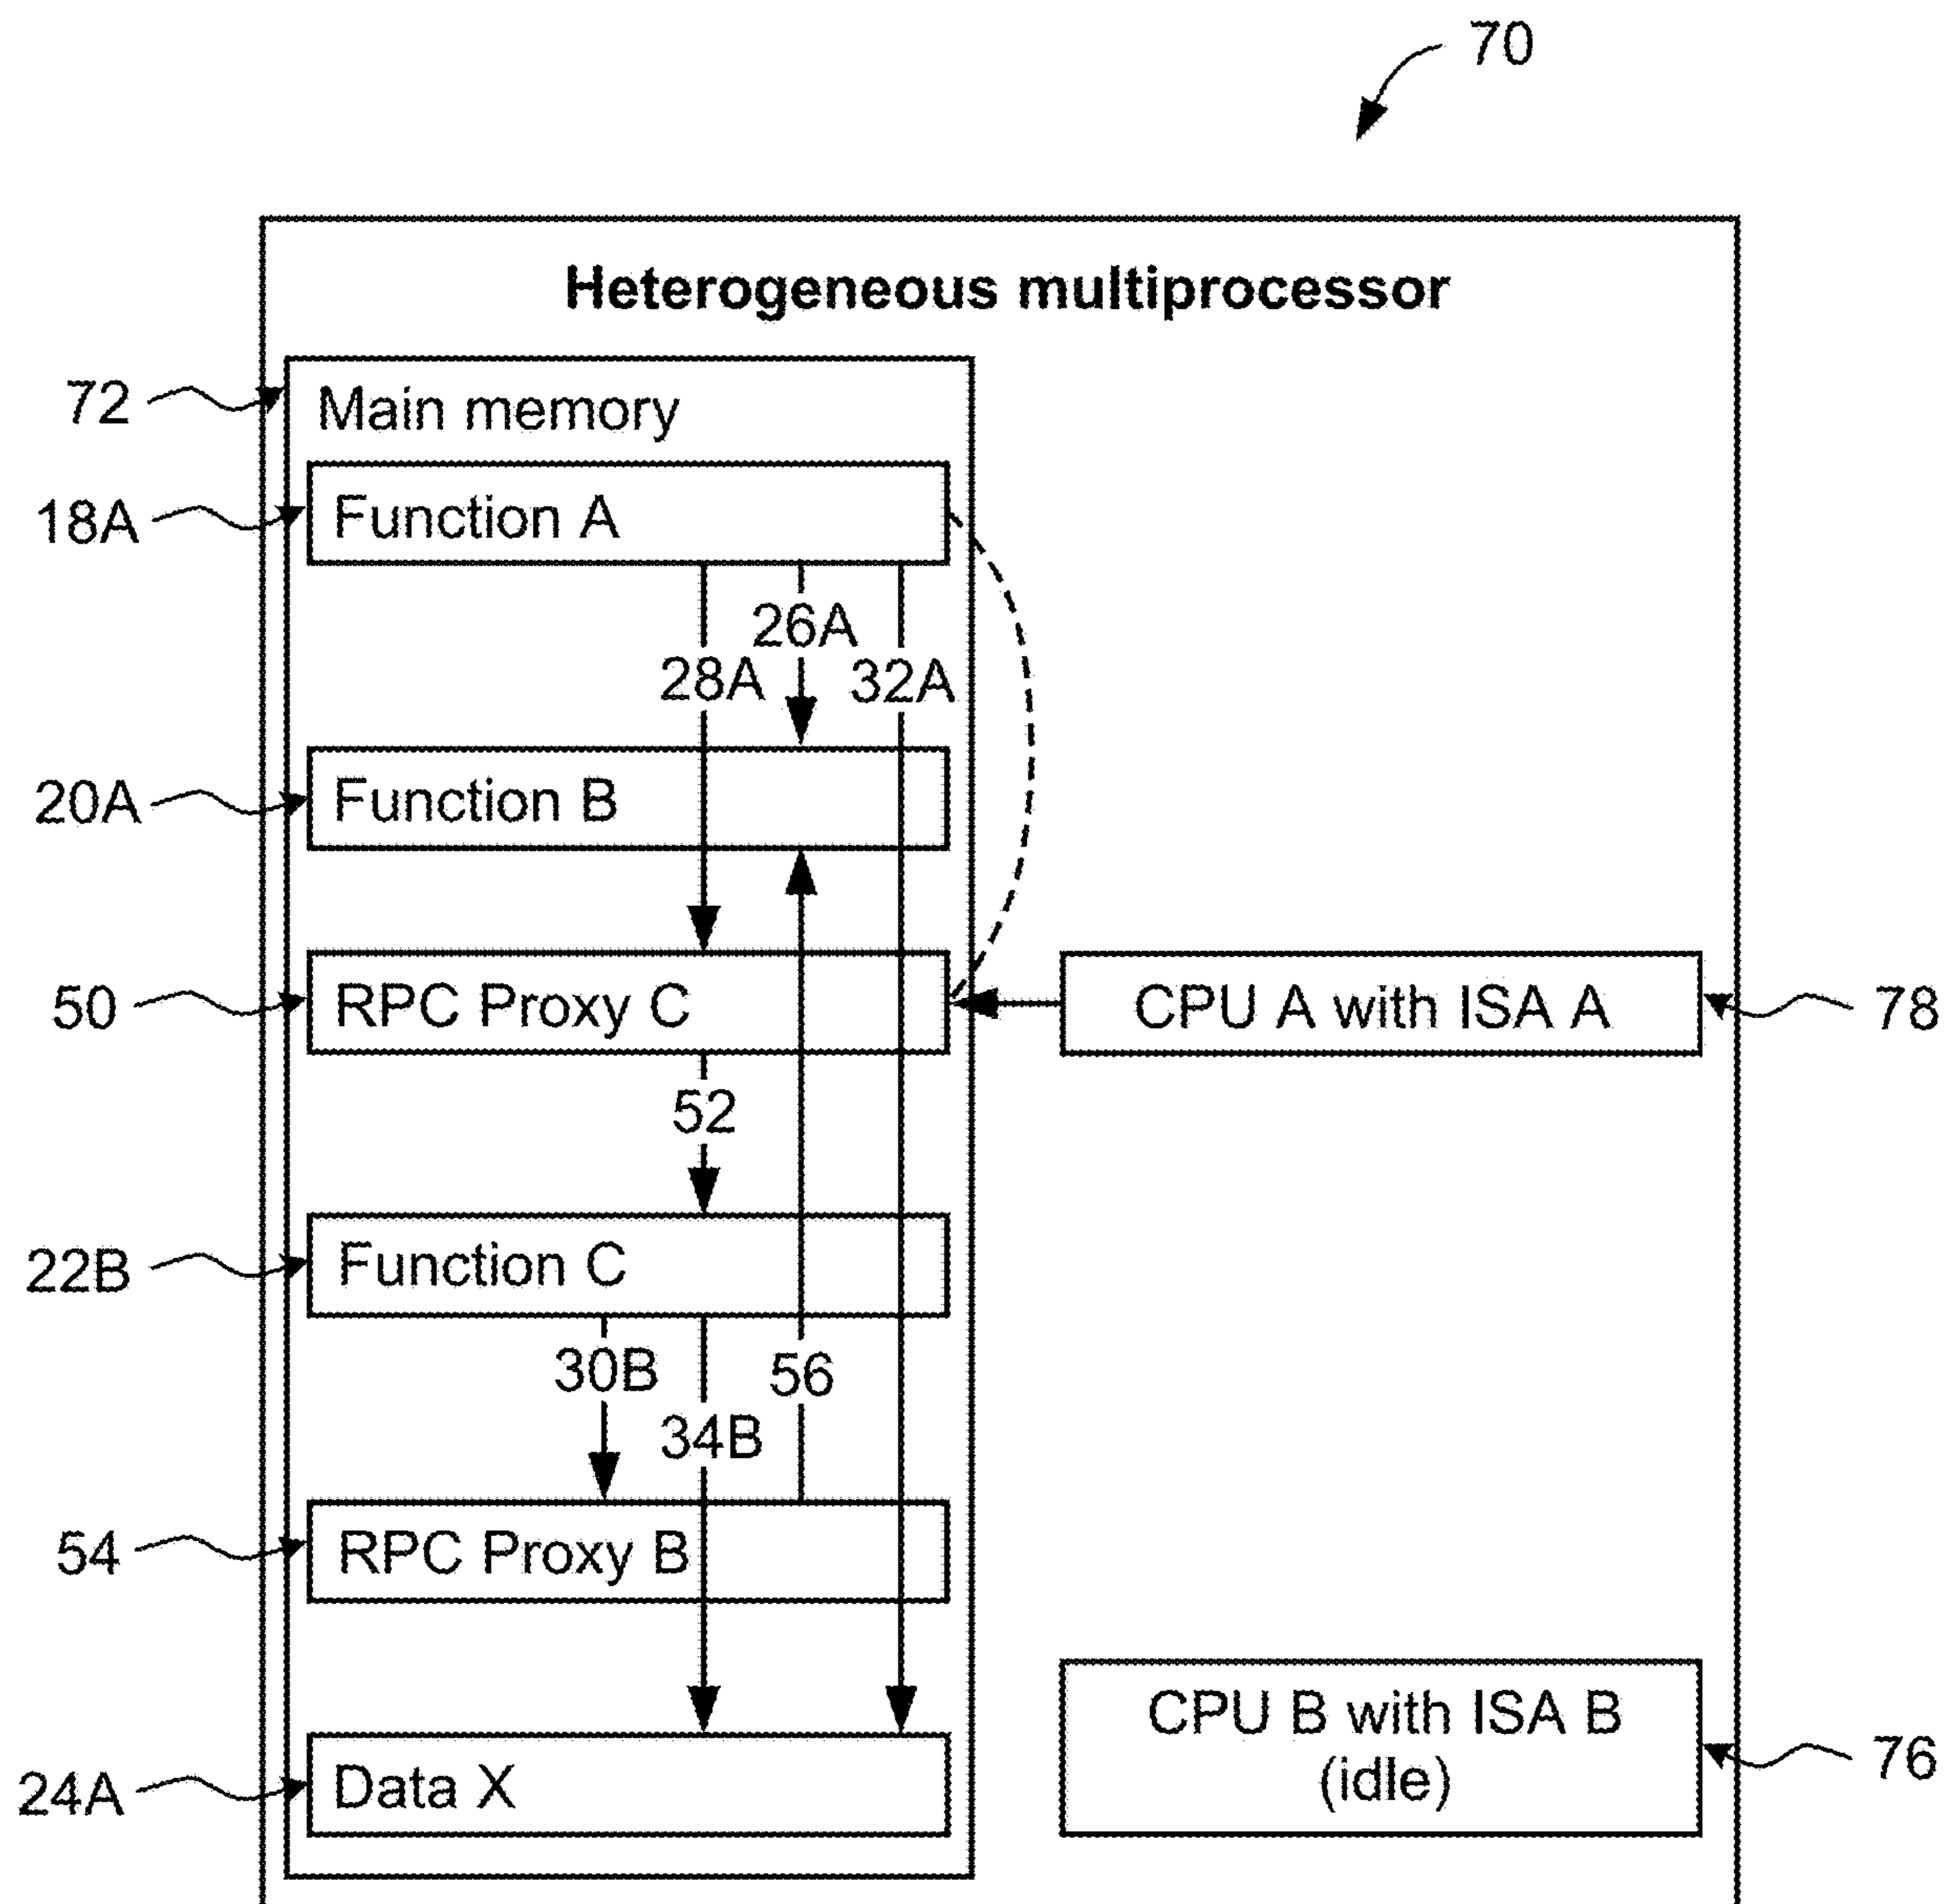 70
Heterogeneous multiprocessor
72
Main memory
18A
Function A
26A
28A
32A
20A
Function B
50
RPC Proxy C
CPU A with ISA A
78
52
22B
Function C
30B
56
34B
54
RPC Proxy B
CPU B with ISA B
(idle)
76
24A
Data X